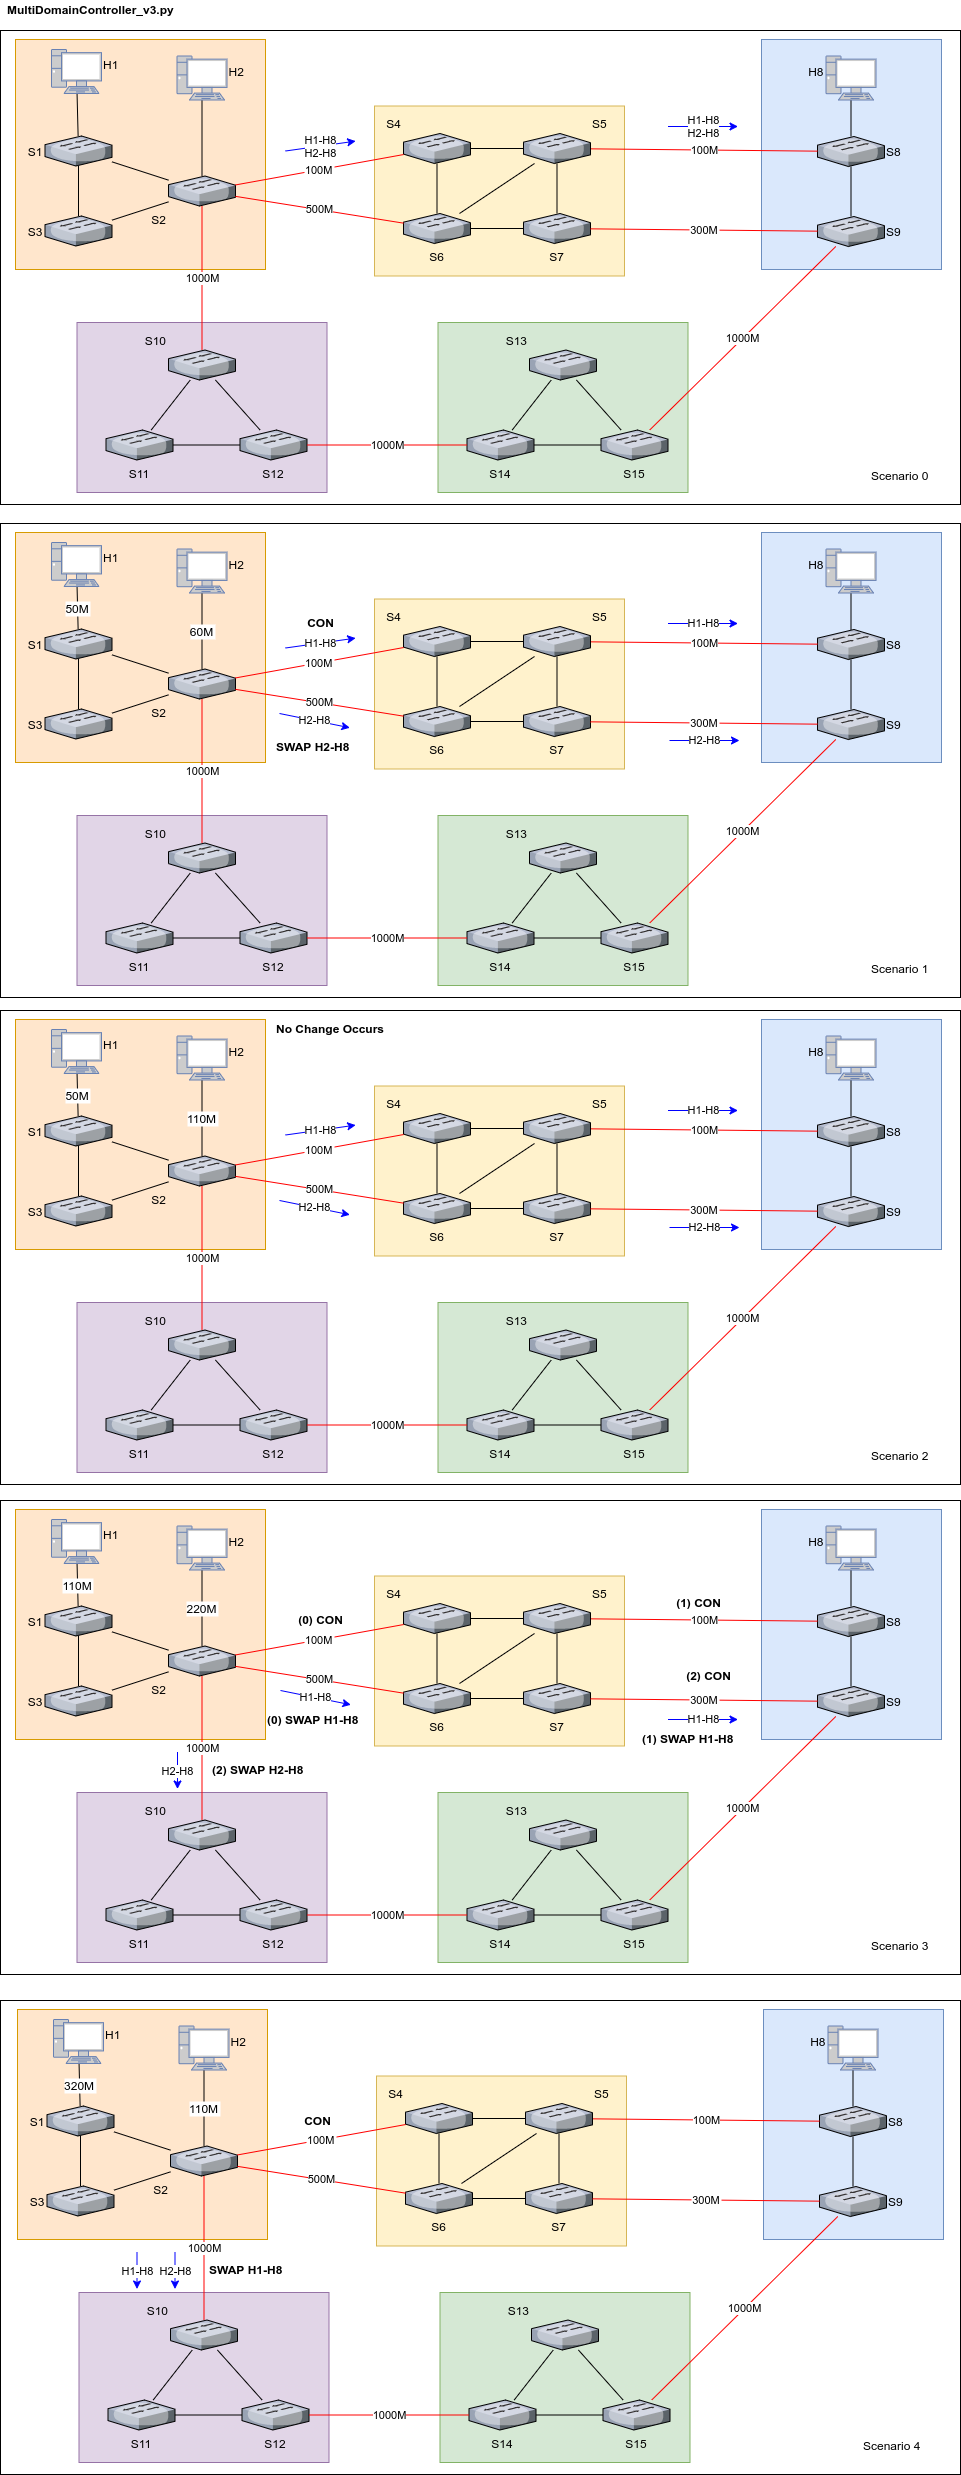 MultiDomainController_v3.py
H1
H2
H8
S4
S5
H1-H8
H2-H8
H1-H8
H2-H8
S1
100M
100M
S8
S2
500M
S3
300M
S9
S6
S7
1000M
S10
S13
1000M
1000M
S11
S12
S14
S15
Scenario 0
H1
H2
H8
50M
S4
S5
60M
CON
H1-H8
H1-H8
S1
100M
100M
S8
S2
500M
S3
H2-H8
300M
S9
SWAP H2-H8
H2-H8
S6
S7
1000M
S10
S13
1000M
1000M
S11
S12
S14
S15
Scenario 1
No Change Occurs
H1
H2
H8
50M
S4
S5
110M
H1-H8
H1-H8
S1
100M
100M
S8
S2
500M
S3
H2-H8
300M
S9
H2-H8
S6
S7
1000M
S10
S13
1000M
1000M
S11
S12
S14
S15
Scenario 2
H1
H2
H8
110M
S4
S5
220M
(0) CON
(1) CON
S1
100M
100M
S8
S2
500M
(2) CON
S3
H1-H8
300M
S9
(0) SWAP H1-H8
H1-H8
S6
S7
(1) SWAP H1-H8
1000M
H2-H8
(2) SWAP H2-H8
S10
S13
1000M
1000M
S11
S12
S14
S15
Scenario 3
H1
H2
H8
320M
S4
S5
110M
CON
S1
100M
100M
S8
S2
500M
S3
300M
S9
S6
S7
1000M
H1-H8
H2-H8
SWAP H1-H8
S10
S13
1000M
1000M
S11
S12
S14
S15
Scenario 4